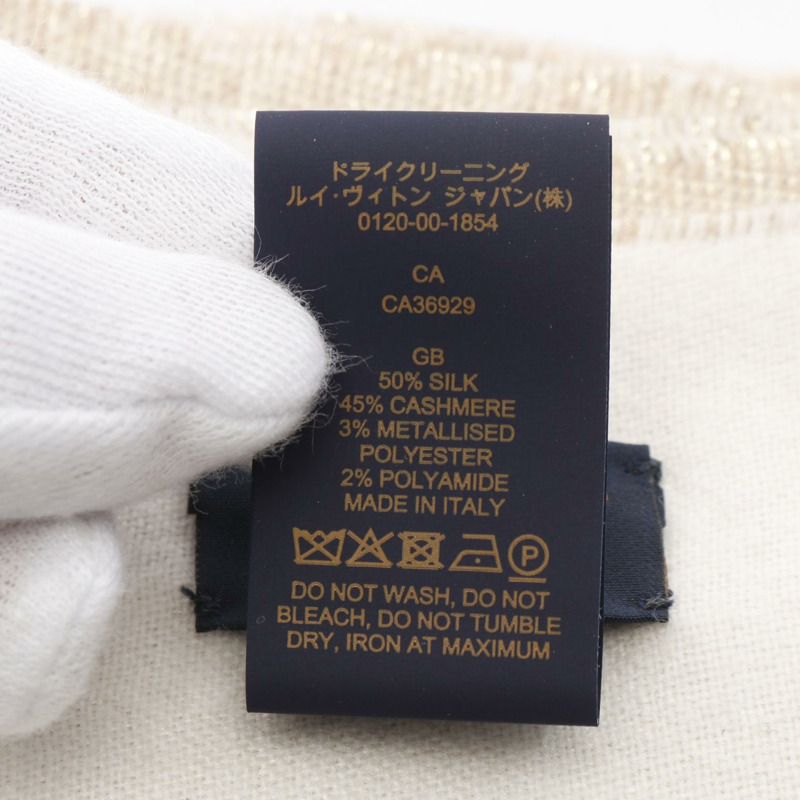 ドライクリーニング
ルイ・ヴィトン ジャパン(株)
0120-00-1854
CA
CA36929
GB
50% SILK
45% CASHMERE
3% METALLISED
POLYESTER
2% POLYAMIDE
MADE IN ITALY
P
DO NOT WASH, DO NOT
BLEACH, DO NOT TUMBLE
DRY, IRON AT MAXIMUM